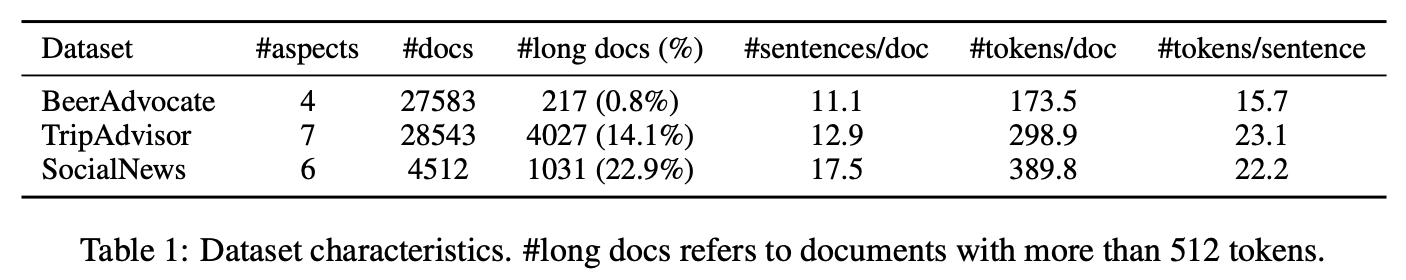 Dataset #aspects #docs #long docs (%) #sentences/doc #tokens/doc #tokens/sentence
BeerAdvocate 4 27583 217 (0.8%) 11.1 173.5 15.7
TripAdvisor 7 28543 4027 (14.1%) 12.9 298.9 23.1
SocialNews 6 4512 1031 (22.9%) 17.5 389.8 22.2
Table 1: Dataset characteristics. #long docs refers to documents with more than 512 tokens.